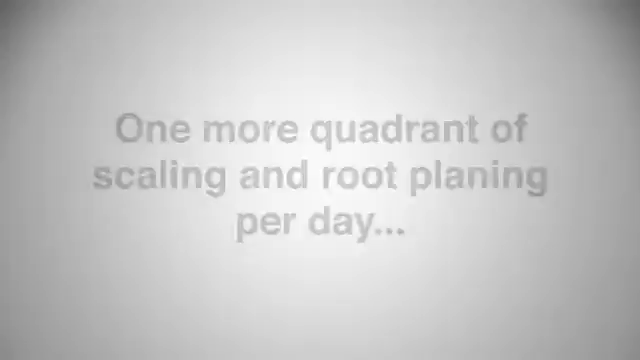 One more quadrant of
scaling and root planing
per day...